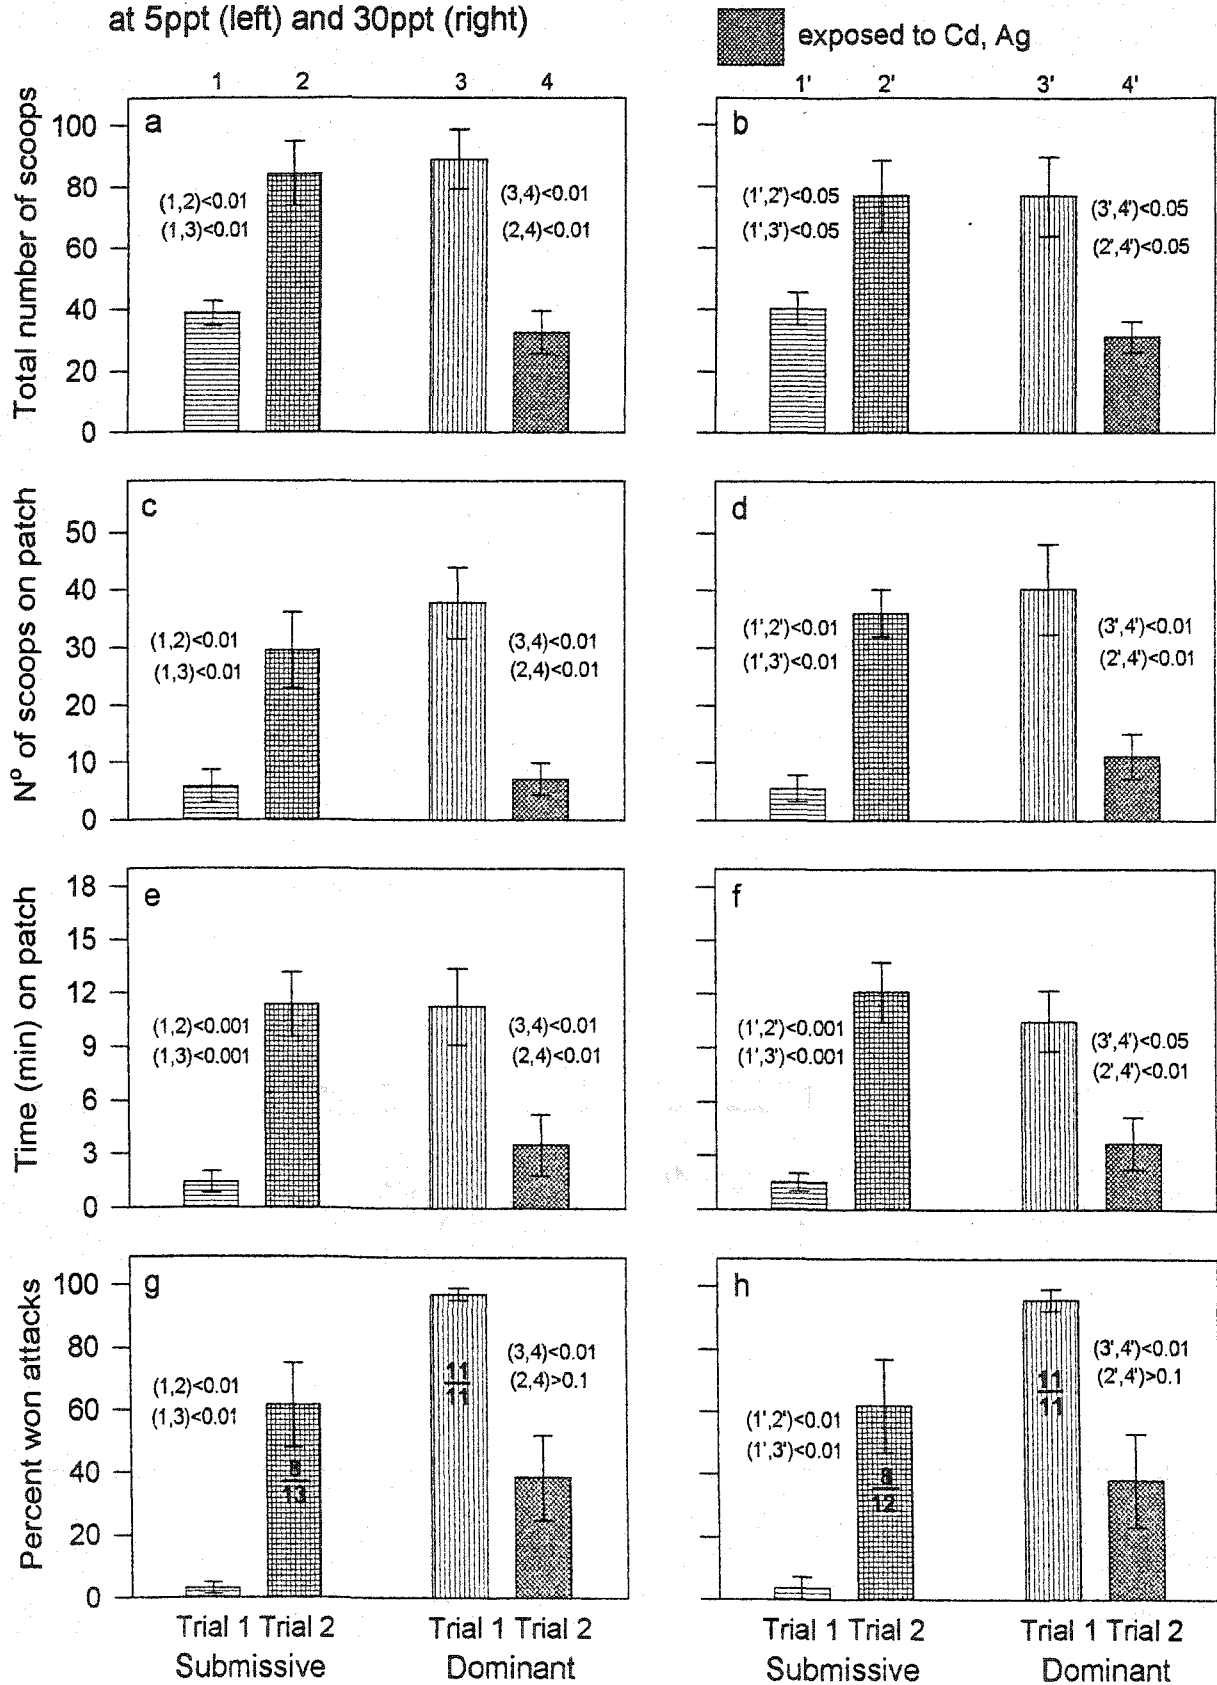 at 5ppt (left) and 30ppt (right)
exposed to Cd, Ag
1 2 3 4
1' 2' 3' 4'
Total number of scoops
100
80
60
40
20
0
a
(1,2)<0.01
(1,3)<0.01
(3,4)<0.01
(2,4)<0.01
b
(1',2')<0.05
(1',3')<0.05
(3',4')<0.05
(2',4')<0.05
Nº of scoops on patch
50
40
30
20
10
0
c
(1,2)<0.01
(1,3)<0.01
(3,4)<0.01
(2,4)<0.01
d
(1',2')<0.01
(1',3')<0.01
(3',4')<0.01
(2',4')<0.01
Time (min) on patch
18
15
12
9
6
3
0
e
(1,2)<0.001
(1,3)<0.001
(3,4)<0.01
(2,4)<0.01
f
(1',2')<0.001
(1',3')<0.001
(3',4')<0.05
(2',4')<0.01
Percent won attacks
100
80
60
40
20
0
g
(1,2)<0.01
(1,3)<0.01
8
13
11
11
(3,4)<0.01
(2,4)>0.1
h
(1',2')<0.01
(1',3')<0.01
8
12
11
11
(3',4')<0.01
(2',4')>0.1
Trial 1 Trial 2
Submissive
Trial 1 Trial 2
Dominant
Trial 1 Trial 2
Submissive
Trial 1 Trial 2
Dominant